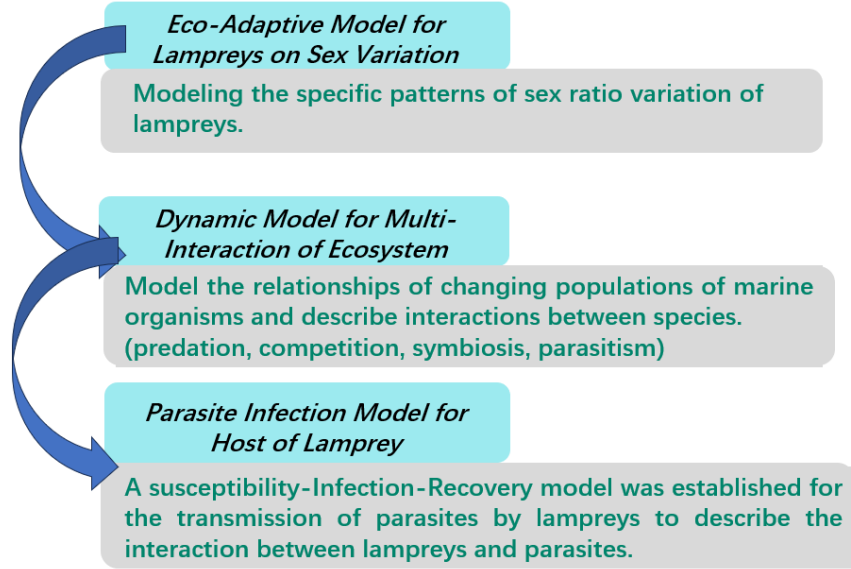 Eco-Adaptive Model for
Lampreys on Sex Variation
Modeling the specific patterns of sex ratio variation of
lampreys.
Dynamic Model for Multi-
Interaction of Ecosystem
Model the relationships of changing populations of marine
organisms and describe interactions between species.
(predation, competition, symbiosis, parasitism)
Parasite Infection Model for
Host of Lamprey
A susceptibility-Infection-Recovery model was established for
the transmission of parasites by lampreys to describe the
interaction between lampreys and parasites.